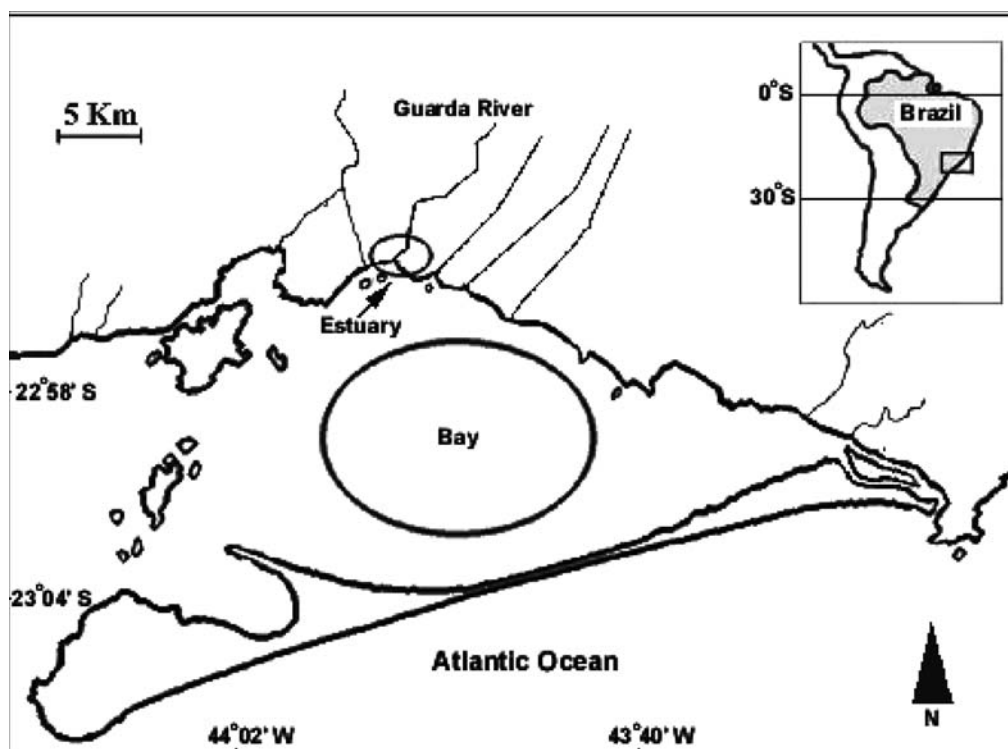 5 Km
Guarda River
0°S
Brazil
30°S
Estuary
22°58' S
Bay
23°04' S
Atlantic Ocean
N
44°02' W
43°40' W